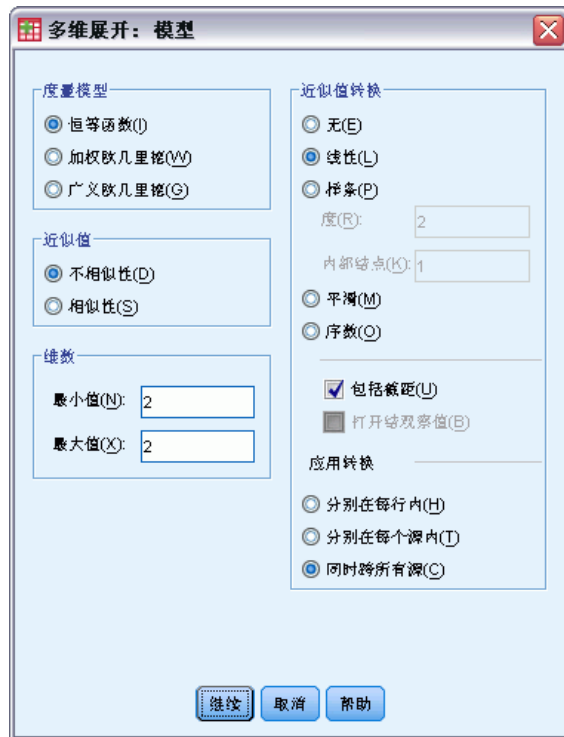 多维展开：模型
度量模型
恒等函数(I)
加权欧几里德(W)
广义欧几里德(G)
近似值
不相似性(D)
相似性(S)
维数
最小值(N): 2
最大值(X): 2
近似值转换
无(E)
线性(L)
样条(P)
度(R): 2
内部结点(K): 1
平滑(M)
序数(O)
包括截距(U)
打开结观察值(B)
应用转换
分别在每行内(H)
分别在每个源内(T)
同时跨所有源(C)
继续
取消
帮助